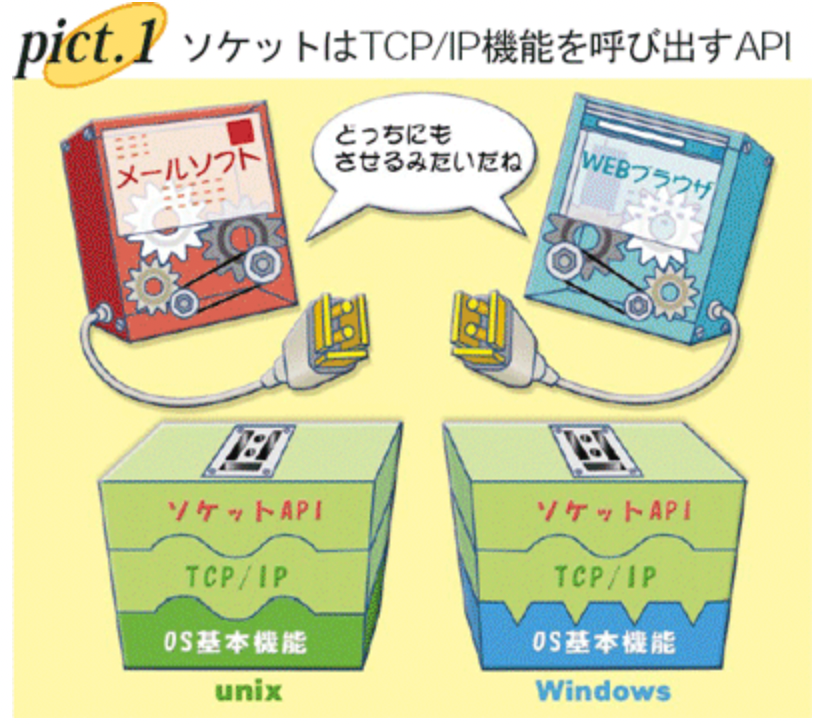 pict.1 ソケットはTCP/IP機能を呼び出すAPI
どっちにも
させるみたいだね
メールソフト
WEBブラウザ
ソケットAPI
TCP/IP
OS基本機能
unix
ソケットAPI
TCP/IP
OS基本機能
Windows